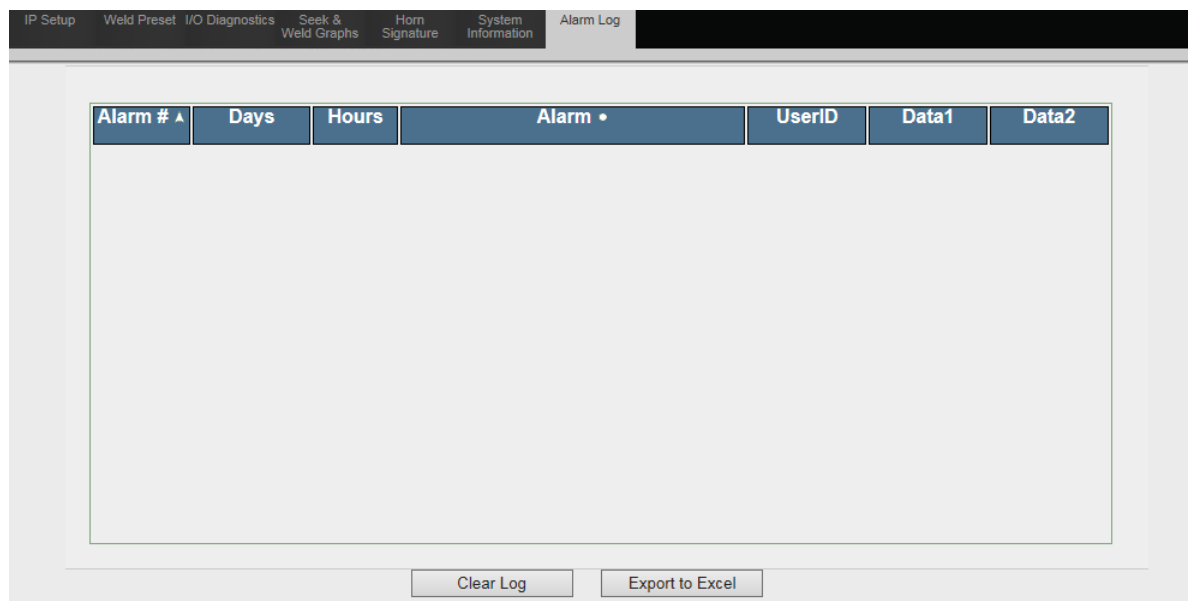 IP Setup Weld Preset I/O Diagnostics Seek & Weld Graphs Horn Signature System Information Alarm Log
Alarm # ▲ Days Hours Alarm • UserID Data1 Data2
Clear Log Export to Excel